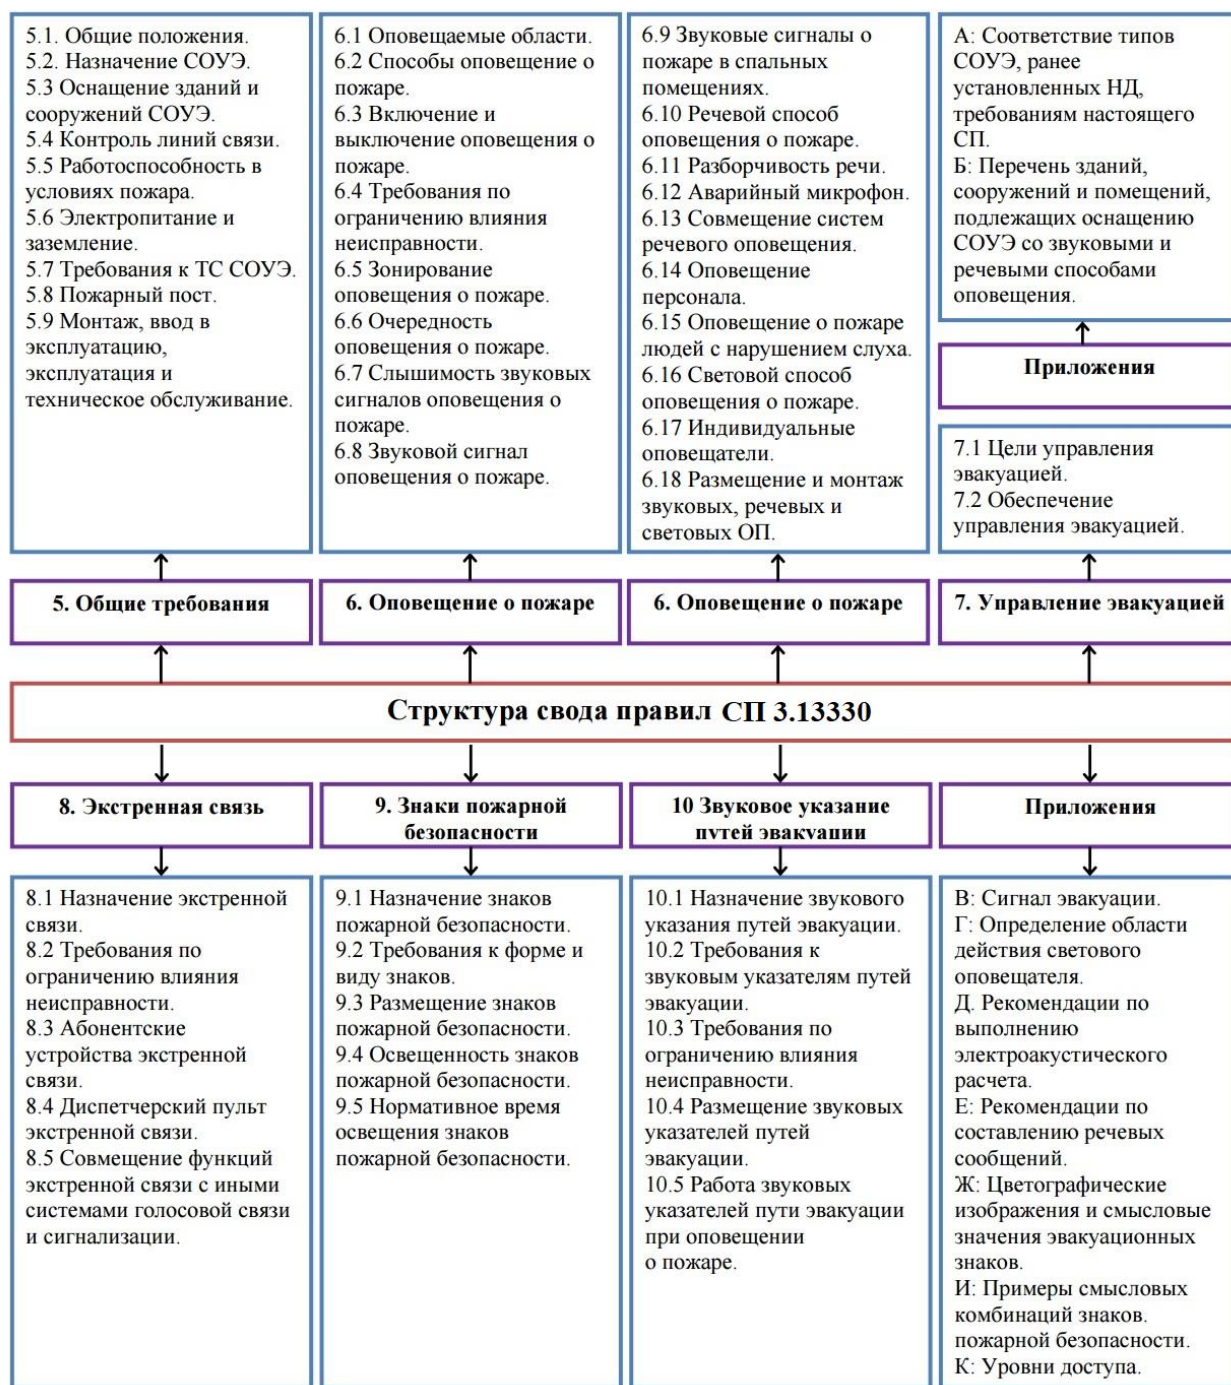 5.1. Общие положения.
5.2. Назначение СОУЭ.
5.3 Оснащение зданий и
сооружений СОУЭ.
5.4 Контроль линий связи.
5.5 Работоспособность в
условиях пожара.
5.6 Электропитание и
заземление.
5.7 Требования к ТС СОУЭ.
5.8 Пожарный пост.
5.9 Монтаж, ввод в
эксплуатацию,
эксплуатация и
техническое обслуживание.
6.1 Оповещаемые области.
6.2 Способы оповещение о
пожаре.
6.3 Включение и
выключение оповещения о
пожаре.
6.4 Требования по
ограничению влияния
неисправности.
6.5 Зонирование
оповещения о пожаре.
6.6 Очередность
оповещения о пожаре.
6.7 Слышимость звуковых
сигналов оповещения о
пожаре.
6.8 Звуковой сигнал
оповещения о пожаре.
6.9 Звуковые сигналы о
пожаре в спальных
помещениях.
6.10 Речевой способ
оповещения о пожаре.
6.11 Разборчивость речи.
6.12 Аварийный микрофон.
6.13 Совмещение систем
речевого оповещения.
6.14 Оповещение
персонала.
6.15 Оповещение о пожаре
людей с нарушением слуха.
6.16 Световой способ
оповещения о пожаре.
6.17 Индивидуальные
оповещатели.
6.18 Размещение и монтаж
звуковых, речевых и
световых ОП.
А: Соответствие типов
СОУЭ, ранее
установленных НД,
требованиям настоящего
СП.
Б: Перечень зданий,
сооружений и помещений,
подлежащих оснащению
СОУЭ со звуковыми и
речевыми способами
оповещения.
Приложения
7.1 Цели управления
эвакуацией.
7.2 Обеспечение
управления эвакуацией.
5. Общие требования
6. Оповещение о пожаре
6. Оповещение о пожаре
7. Управление эвакуацией
Структура свода правил СП 3.13330
8. Экстренная связь
9. Знаки пожарной
безопасности
10 Звуковое указание
путей эвакуации
Приложения
8.1 Назначение экстренной
связи.
8.2 Требования по
ограничению влияния
неисправности.
8.3 Абонентские
устройства экстренной
связи.
8.4 Диспетчерский пульт
экстренной связи.
8.5 Совмещение функций
экстренной связи с иными
системами голосовой связи
и сигнализации.
9.1 Назначение знаков
пожарной безопасности.
9.2 Требования к форме и
виду знаков.
9.3 Размещение знаков
пожарной безопасности.
9.4 Освещенность знаков
пожарной безопасности.
9.5 Нормативное время
освещения знаков
пожарной безопасности.
10.1 Назначение звукового
указания путей эвакуации.
10.2 Требования к
звуковым указателям путей
эвакуации.
10.3 Требования по
ограничению влияния
неисправности.
10.4 Размещение звуковых
указателей путей
эвакуации.
10.5 Работа звуковых
указателей пути эвакуации
при оповещении
о пожаре.
В: Сигнал эвакуации.
Г: Определение области
действия светового
оповещателя.
Д. Рекомендации по
выполнению
электроакустического
расчета.
Е: Рекомендации по
составлению речевых
сообщений.
Ж: Цветографические
изображения и смысловые
значения эвакуационных
знаков.
И: Примеры смысловых
комбинаций знаков.
пожарной безопасности.
К: Уровни доступа.